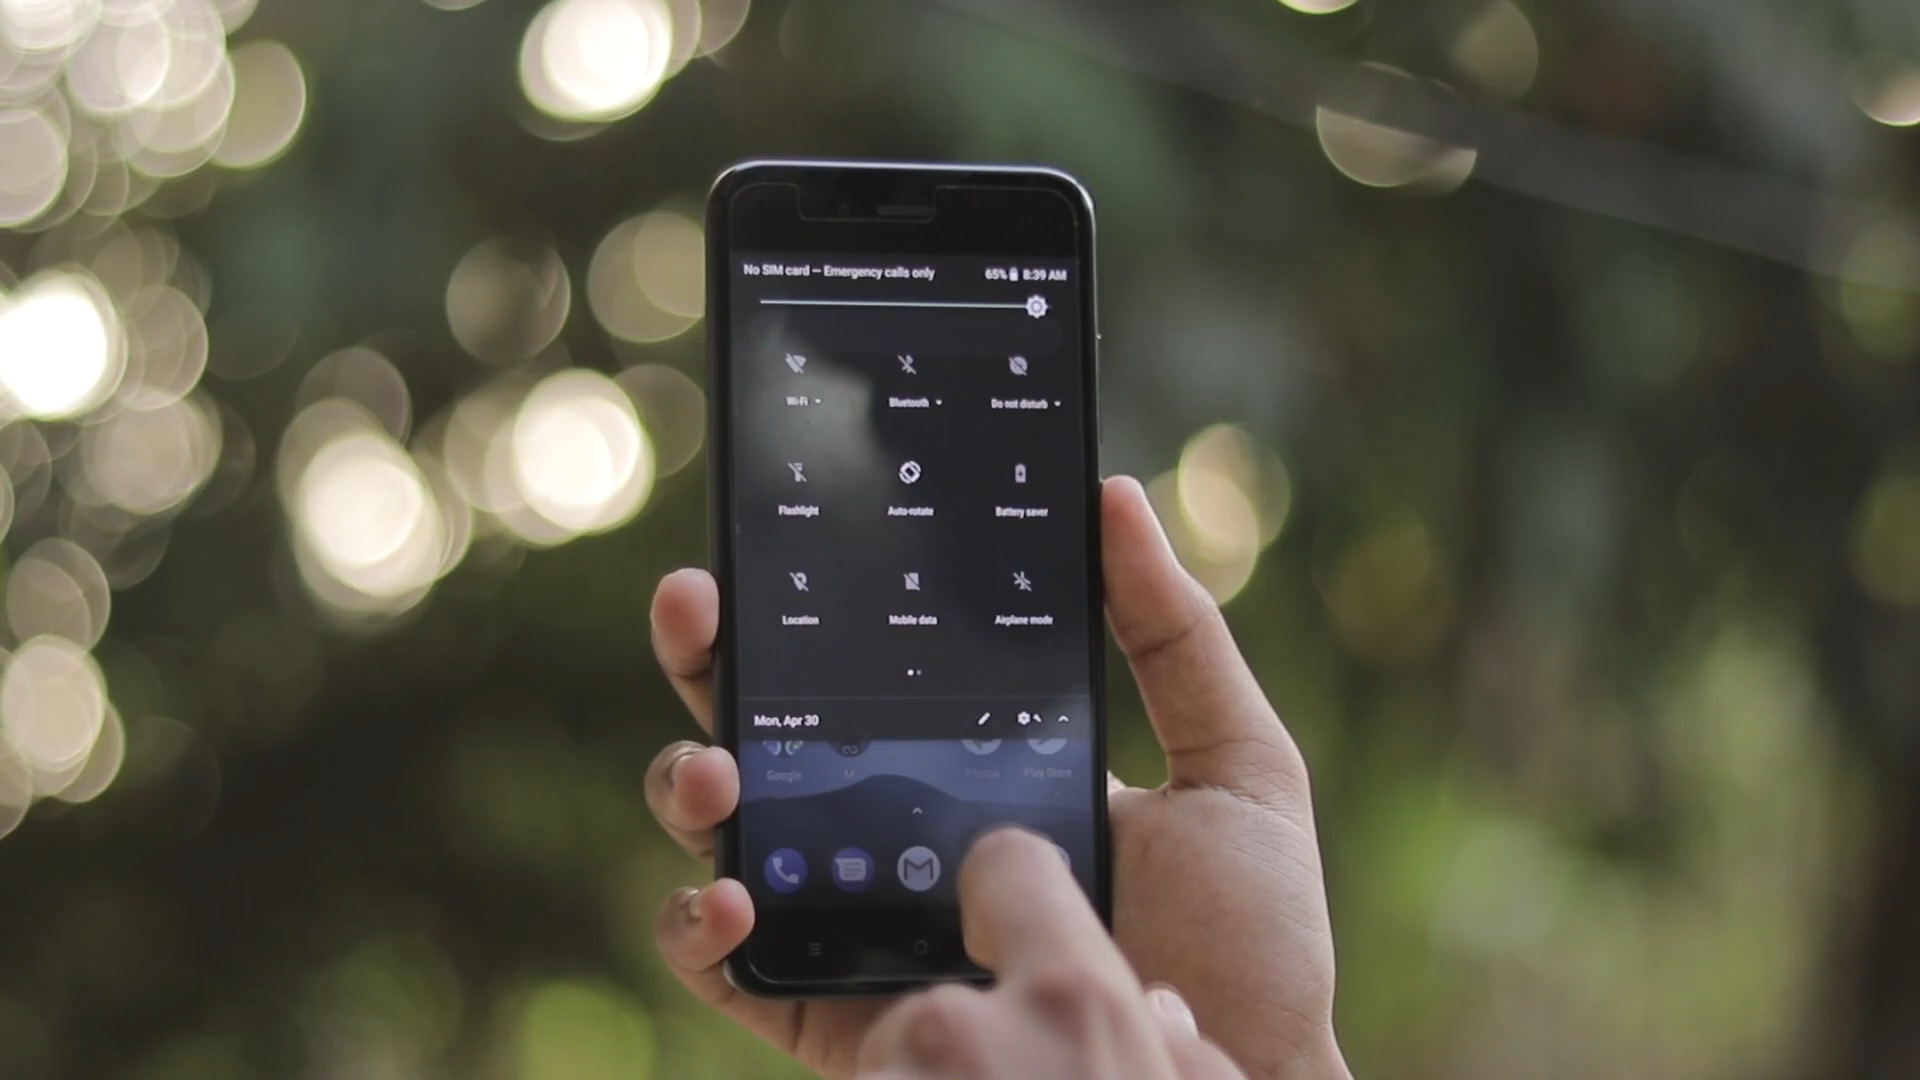 No SIM card – Emergency calls only 65% 8:39 AM
Wi-Fi Bluetooth Do not disturb
Flashlight Auto-rotate Battery saver
Location Mobile data Airplane mode
Mon, Apr 30
Google M Photos Play Store